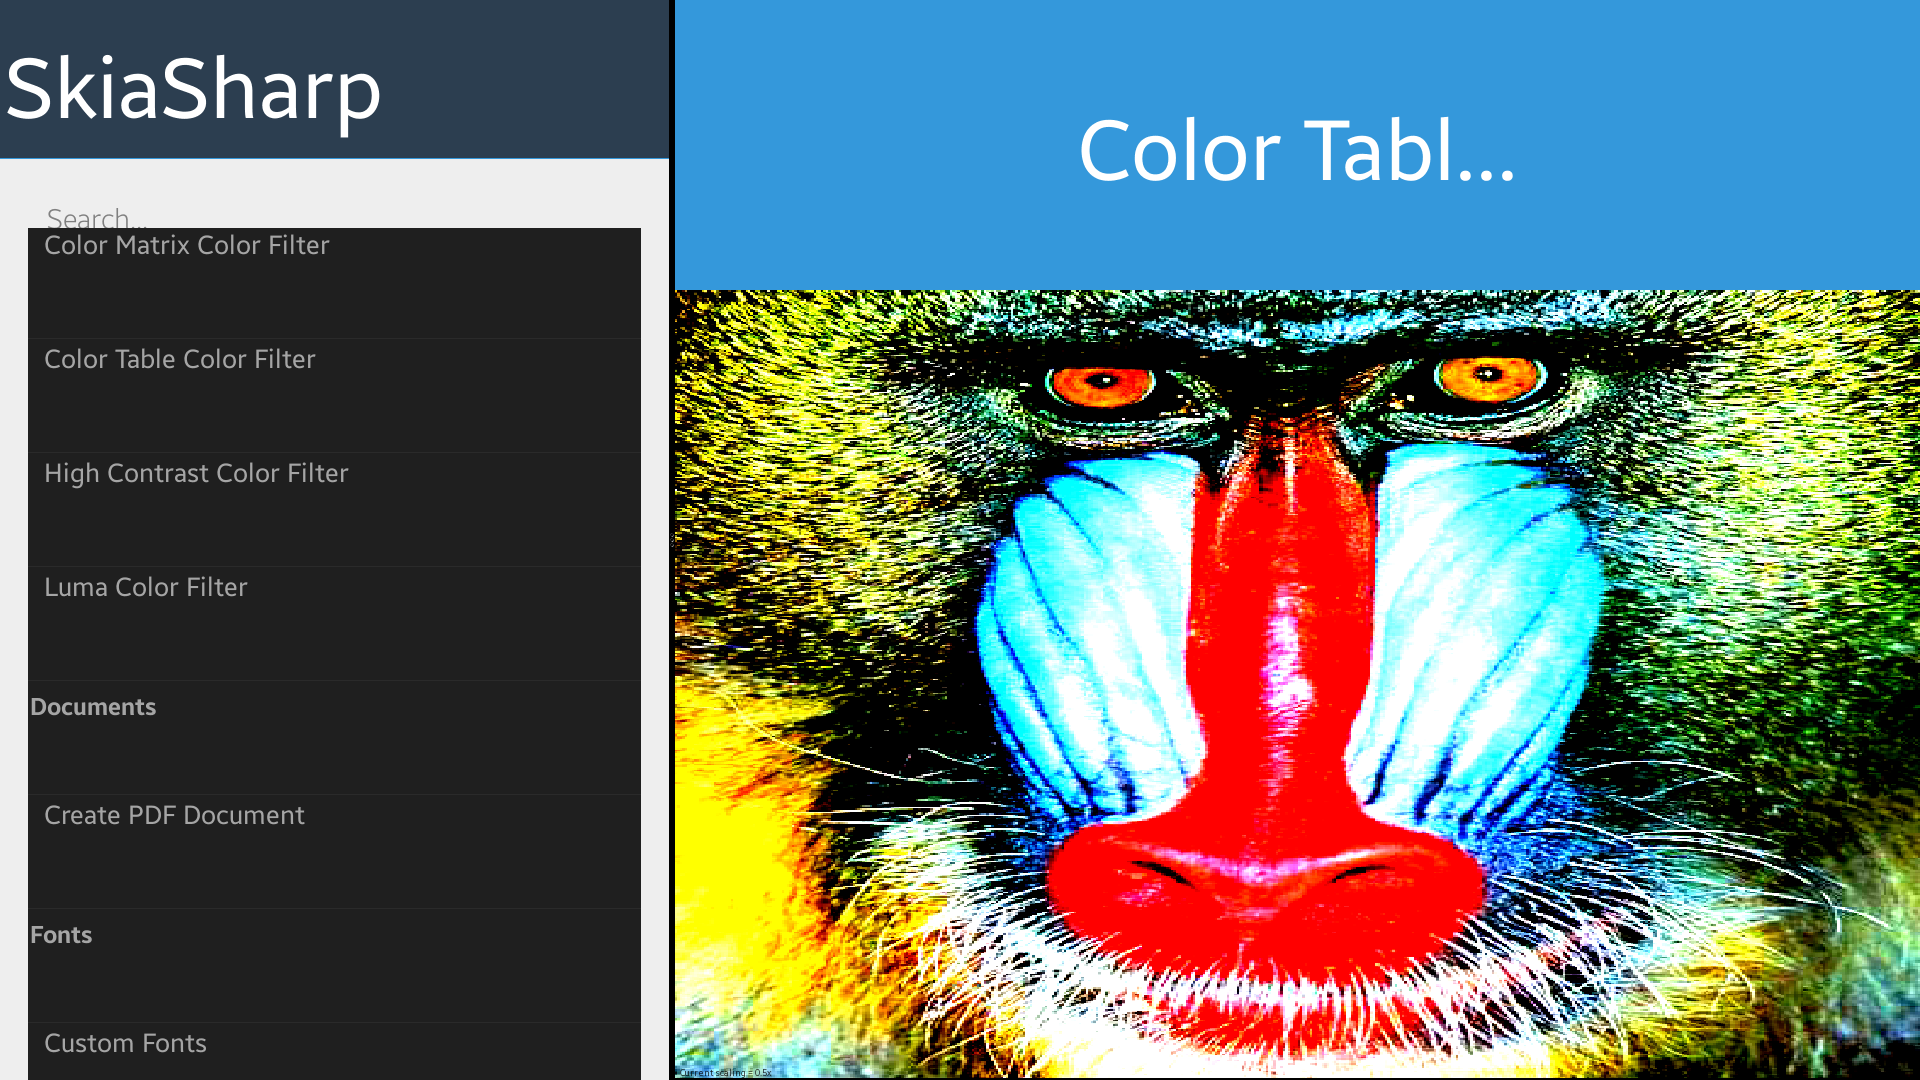 SkiaSharp
Search...
Color Matrix Color Filter
Color Table Color Filter
High Contrast Color Filter
Luma Color Filter
Documents
Create PDF Document
Fonts
Custom Fonts
Color Tabl...
Current scaling = 0.5x